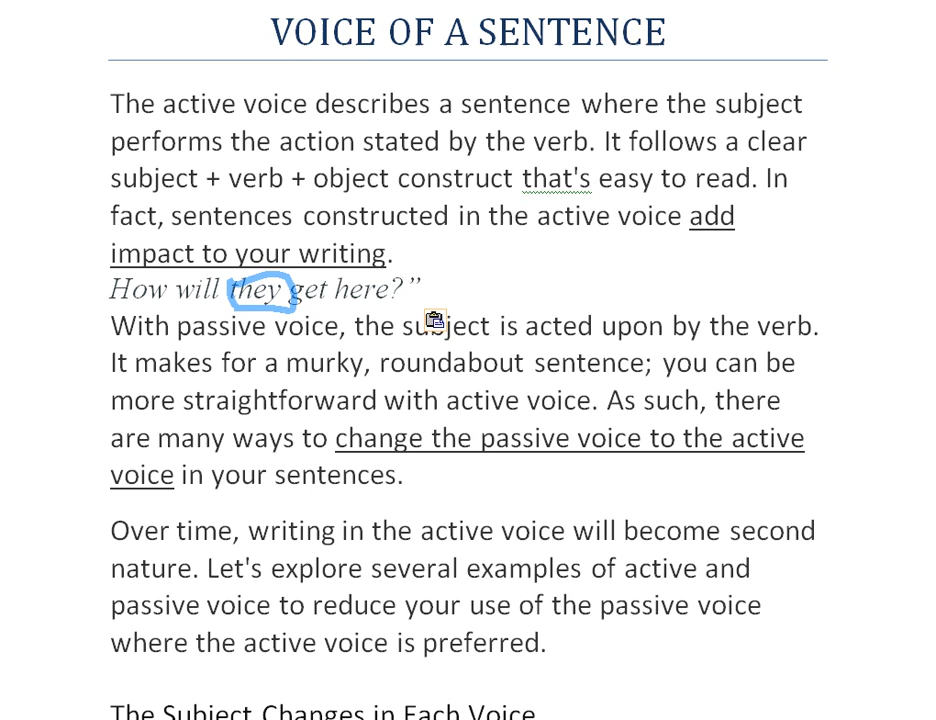 VOICE OF A SENTENCE
The active voice describes a sentence where the subject
performs the action stated by the verb. It follows a clear
subject + verb + object construct that's easy to read. In
fact, sentences constructed in the active voice add
impact to your writing.
How will they get here?”
With passive voice, the subject is acted upon by the verb.
It makes for a murky, roundabout sentence; you can be
more straightforward with active voice. As such, there
are many ways to change the passive voice to the active
voice in your sentences.
Over time, writing in the active voice will become second
nature. Let's explore several examples of active and
passive voice to reduce your use of the passive voice
where the active voice is preferred.
The Subject Changes in Each Voice